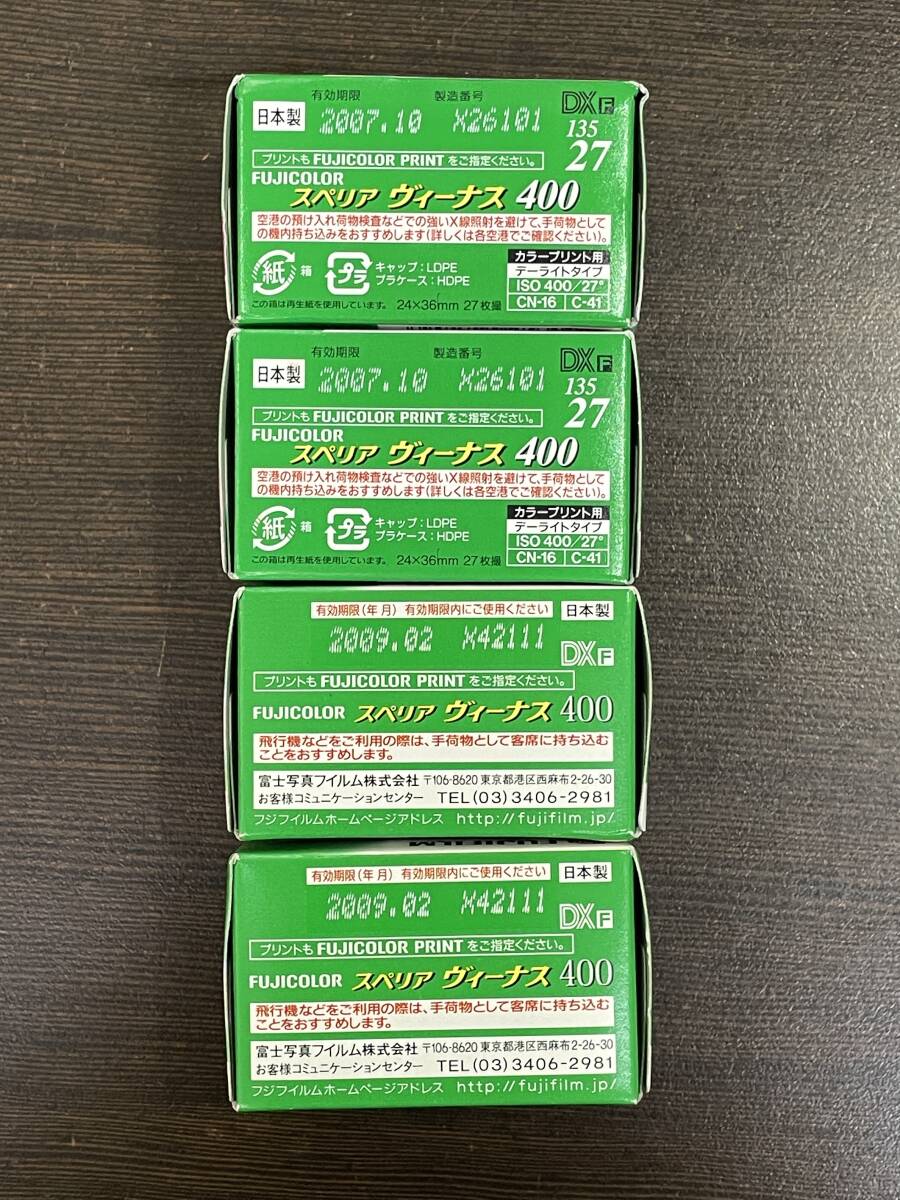 有効期限 製造番号
日本製 2007.10 X26101 DX F
135
27
プリントも FUJICOLOR PRINT をご指定ください。
FUJICOLOR
スペリア ヴィーナス 400
空港の預け入れ荷物検査などでの強いX線照射を避けて、手荷物として
の機内持ち込みをおすすめします(詳しくは各空港でご確認ください)。
カラープリント用
紙 箱 プラ キャップ:LDPE デーライトタイプ
プラケース:HDPE ISO 400/27°
この箱は再生紙を使用しています。 24×36mm 27枚撮 CN-16 C-41
有効期限 製造番号
日本製 2007.10 X26101 DX F
135
27
プリントも FUJICOLOR PRINT をご指定ください。
FUJICOLOR
スペリア ヴィーナス 400
空港の預け入れ荷物検査などでの強いX線照射を避けて、手荷物として
の機内持ち込みをおすすめします(詳しくは各空港でご確認ください)。
カラープリント用
紙 箱 プラ キャップ:LDPE デーライトタイプ
プラケース:HDPE ISO 400/27°
この箱は再生紙を使用しています。 24×36mm 27枚撮 CN-16 C-41
有効期限(年月) 有効期限内にご使用ください 日本製
2009.02 X42111
DX F
プリントも FUJICOLOR PRINT をご指定ください。
FUJICOLOR スペリア ヴィーナス 400
飛行機などをご利用の際は、手荷物として客席に持ち込む
ことをおすすめします。
富士写真フイルム株式会社 〒106-8620 東京都港区西麻布2-26-30
お客様コミュニケーションセンター TEL(03)3406-2981
フジフイルムホームページアドレス http://fujifilm.jp/
有効期限(年月) 有効期限内にご使用ください 日本製
2009.02 X42111
DX F
プリントも FUJICOLOR PRINT をご指定ください。
FUJICOLOR スペリア ヴィーナス 400
飛行機などをご利用の際は、手荷物として客席に持ち込む
ことをおすすめします。
富士写真フイルム株式会社 〒106-8620 東京都港区西麻布2-26-30
お客様コミュニケーションセンター TEL(03)3406-2981
フジフイルムホームページアドレス http://fujifilm.jp/